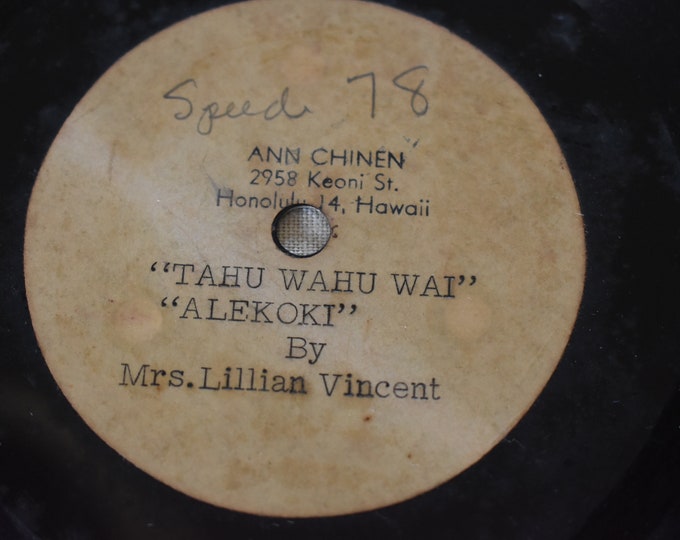 Speed 78
ANN CHINEN
2958 Keoni St.
Honolulu 14, Hawaii
“TAHU WAHU WAI”
“ALEKOKI”
By
Mrs.Lillian Vincent